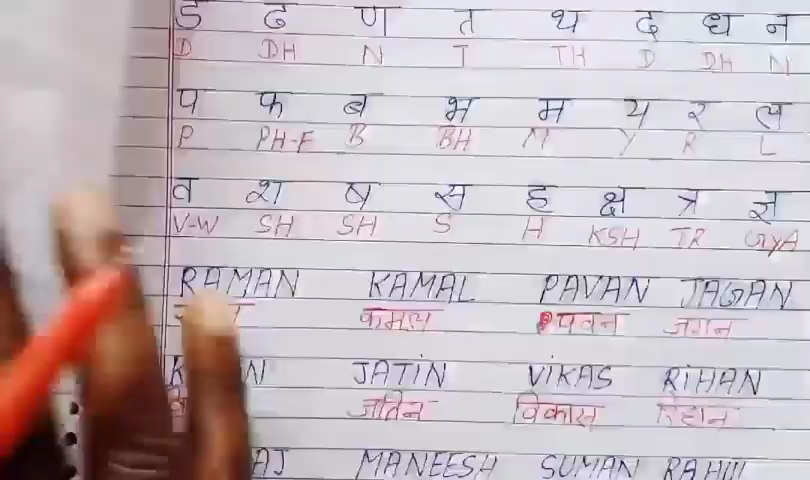 ड ढ ण त थ द ध न
D DH N T TH D DH N
प फ ब भ म य र ल
P PH-F B BH M Y R L
व श ष स ह क्ष त्र ज्ञ
V-W SH SH S H KSH TR GYA
RAMAN KAMAL PAVAN JAGAN
कमल पवन जगन
JATIN VIKAS RIHAN
जतिन विकास रिहान
MANEESH SUMAN RAHUL